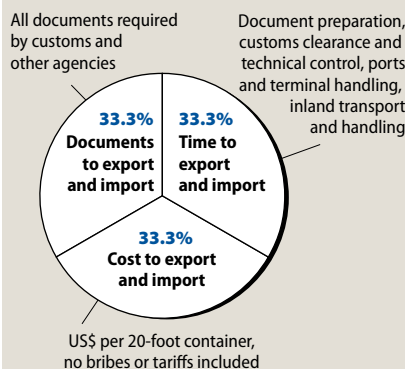 All documents required
by customs and
other agencies
Document preparation,
customs clearance and
technical control, ports
and terminal handling,
inland transport
and handling
33.3%
Documents
to export
and import
33.3%
Time to
export
and import
33.3%
Cost to export
and import
US$ per 20-foot container,
no bribes or tariffs included